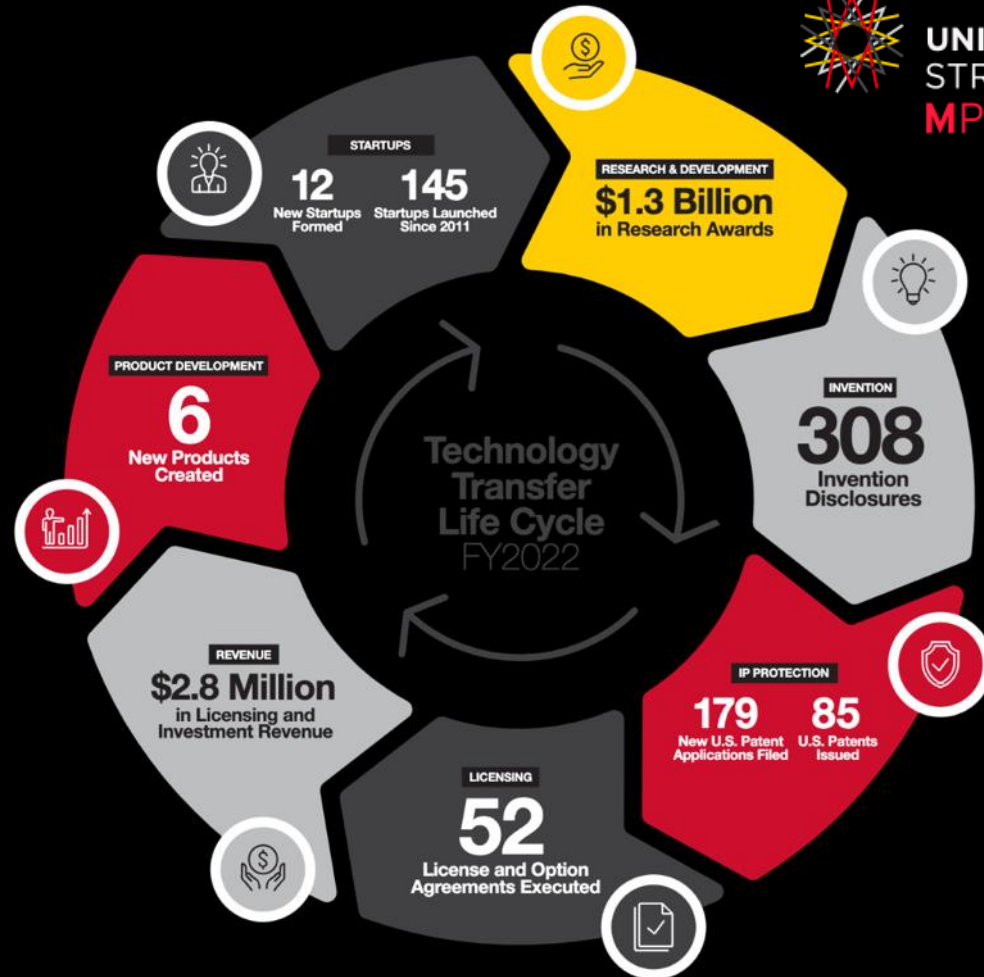 UNI
STR
MP
STARTUPS
12
New Startups
Formed
145
Startups Launched
Since 2011
RESEARCH & DEVELOPMENT
$1.3 Billion
in Research Awards
INVENTION
308
Invention
Disclosures
IP PROTECTION
179
New U.S. Patent
Applications Filed
85
U.S. Patents
Issued
LICENSING
52
License and Option
Agreements Executed
REVENUE
$2.8 Million
in Licensing and
Investment Revenue
PRODUCT DEVELOPMENT
6
New Products
Created
Technology
Transfer
Life Cycle
FY2022